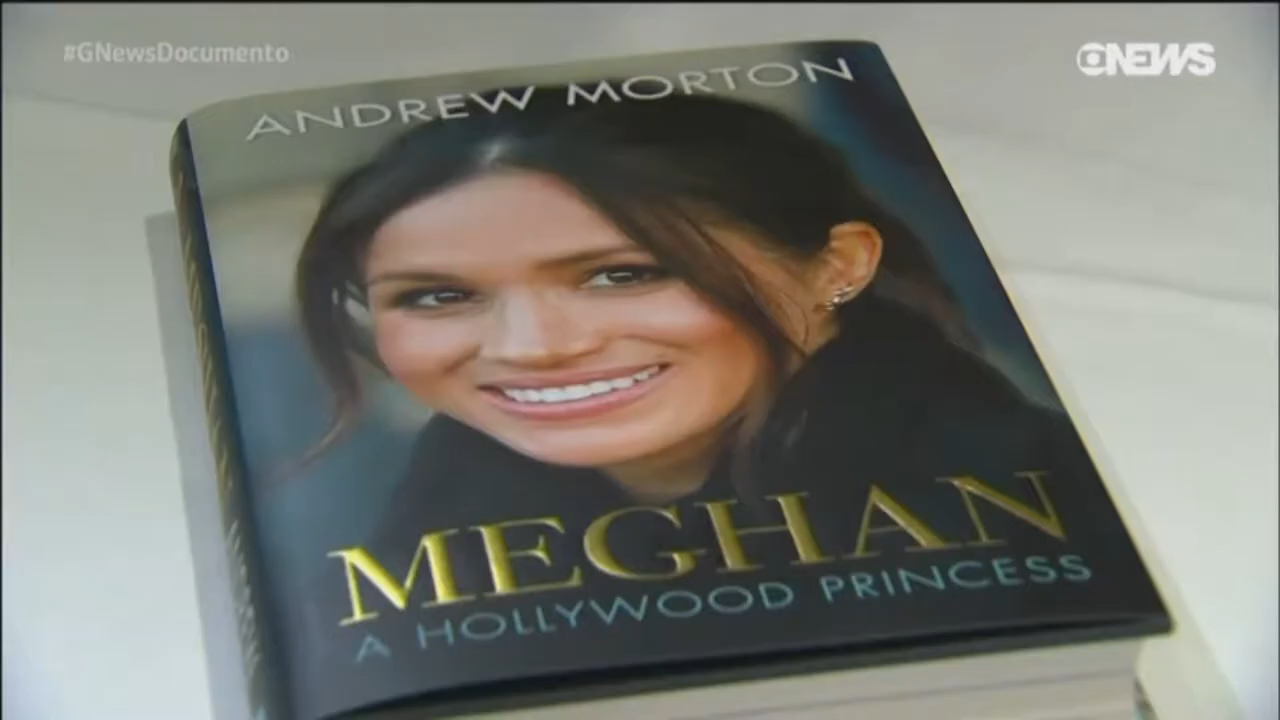 #GNewsDocumento
GNEWS
ANDREW MORTON
MEGHAN
A HOLLYWOOD PRINCESS